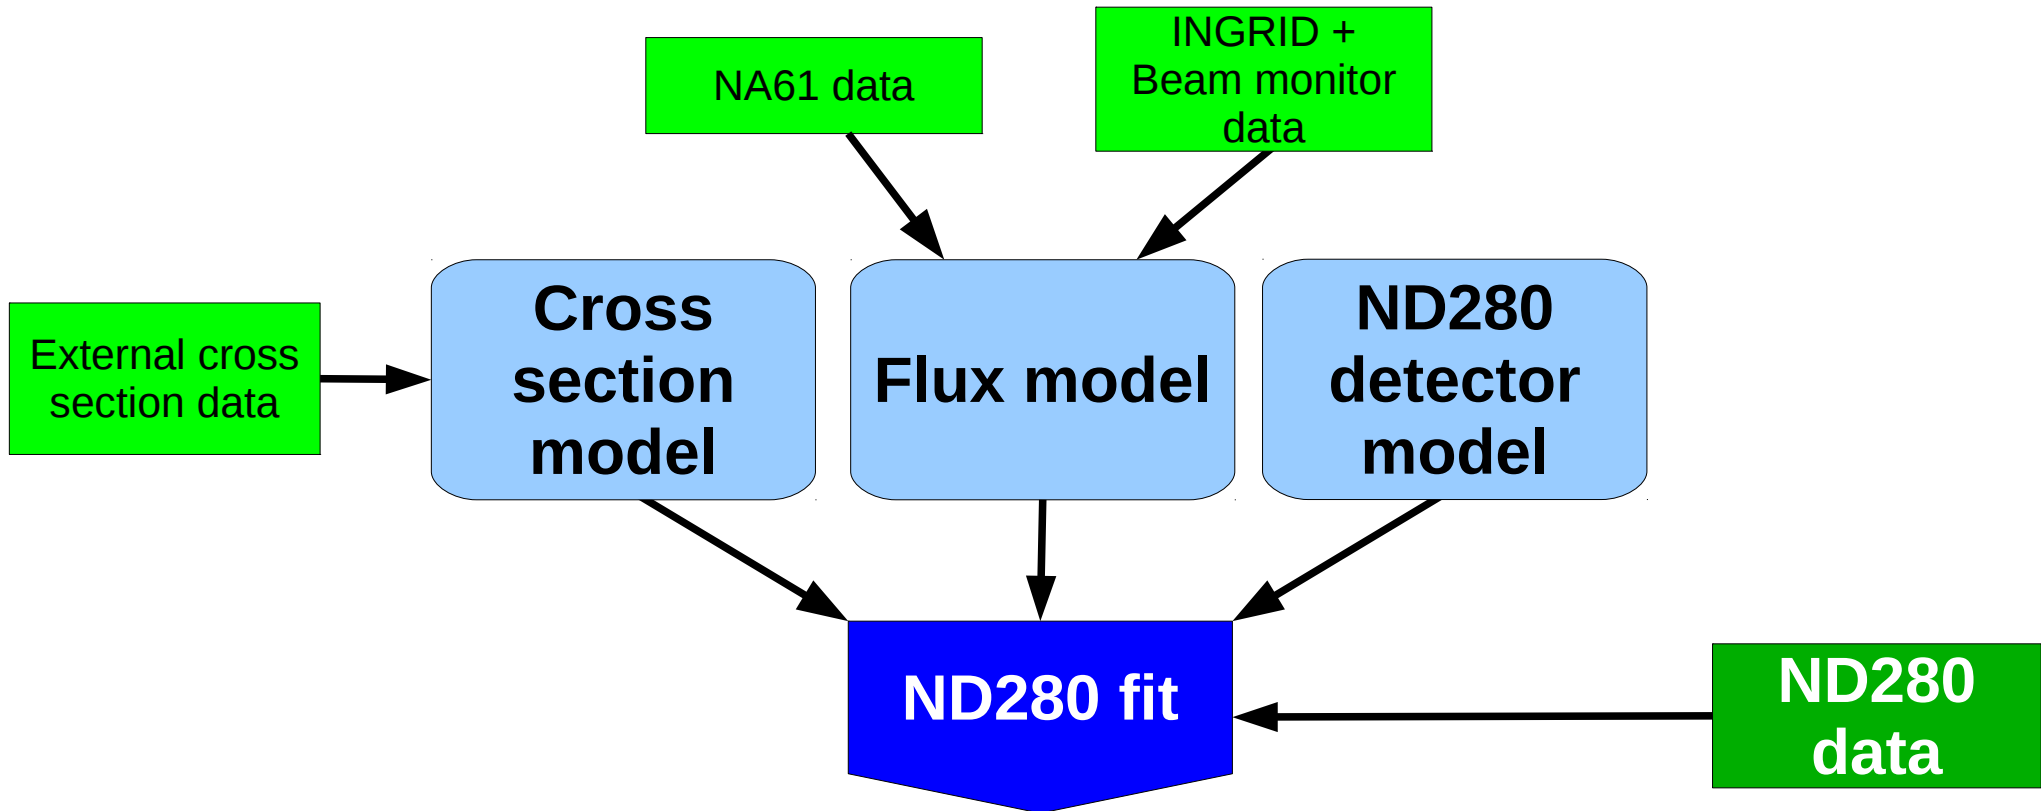 NA61 data
INGRID +
Beam monitor
data
External cross
section data
Cross
section
model
Flux model
ND280
detector
model
ND280 fit
ND280
data